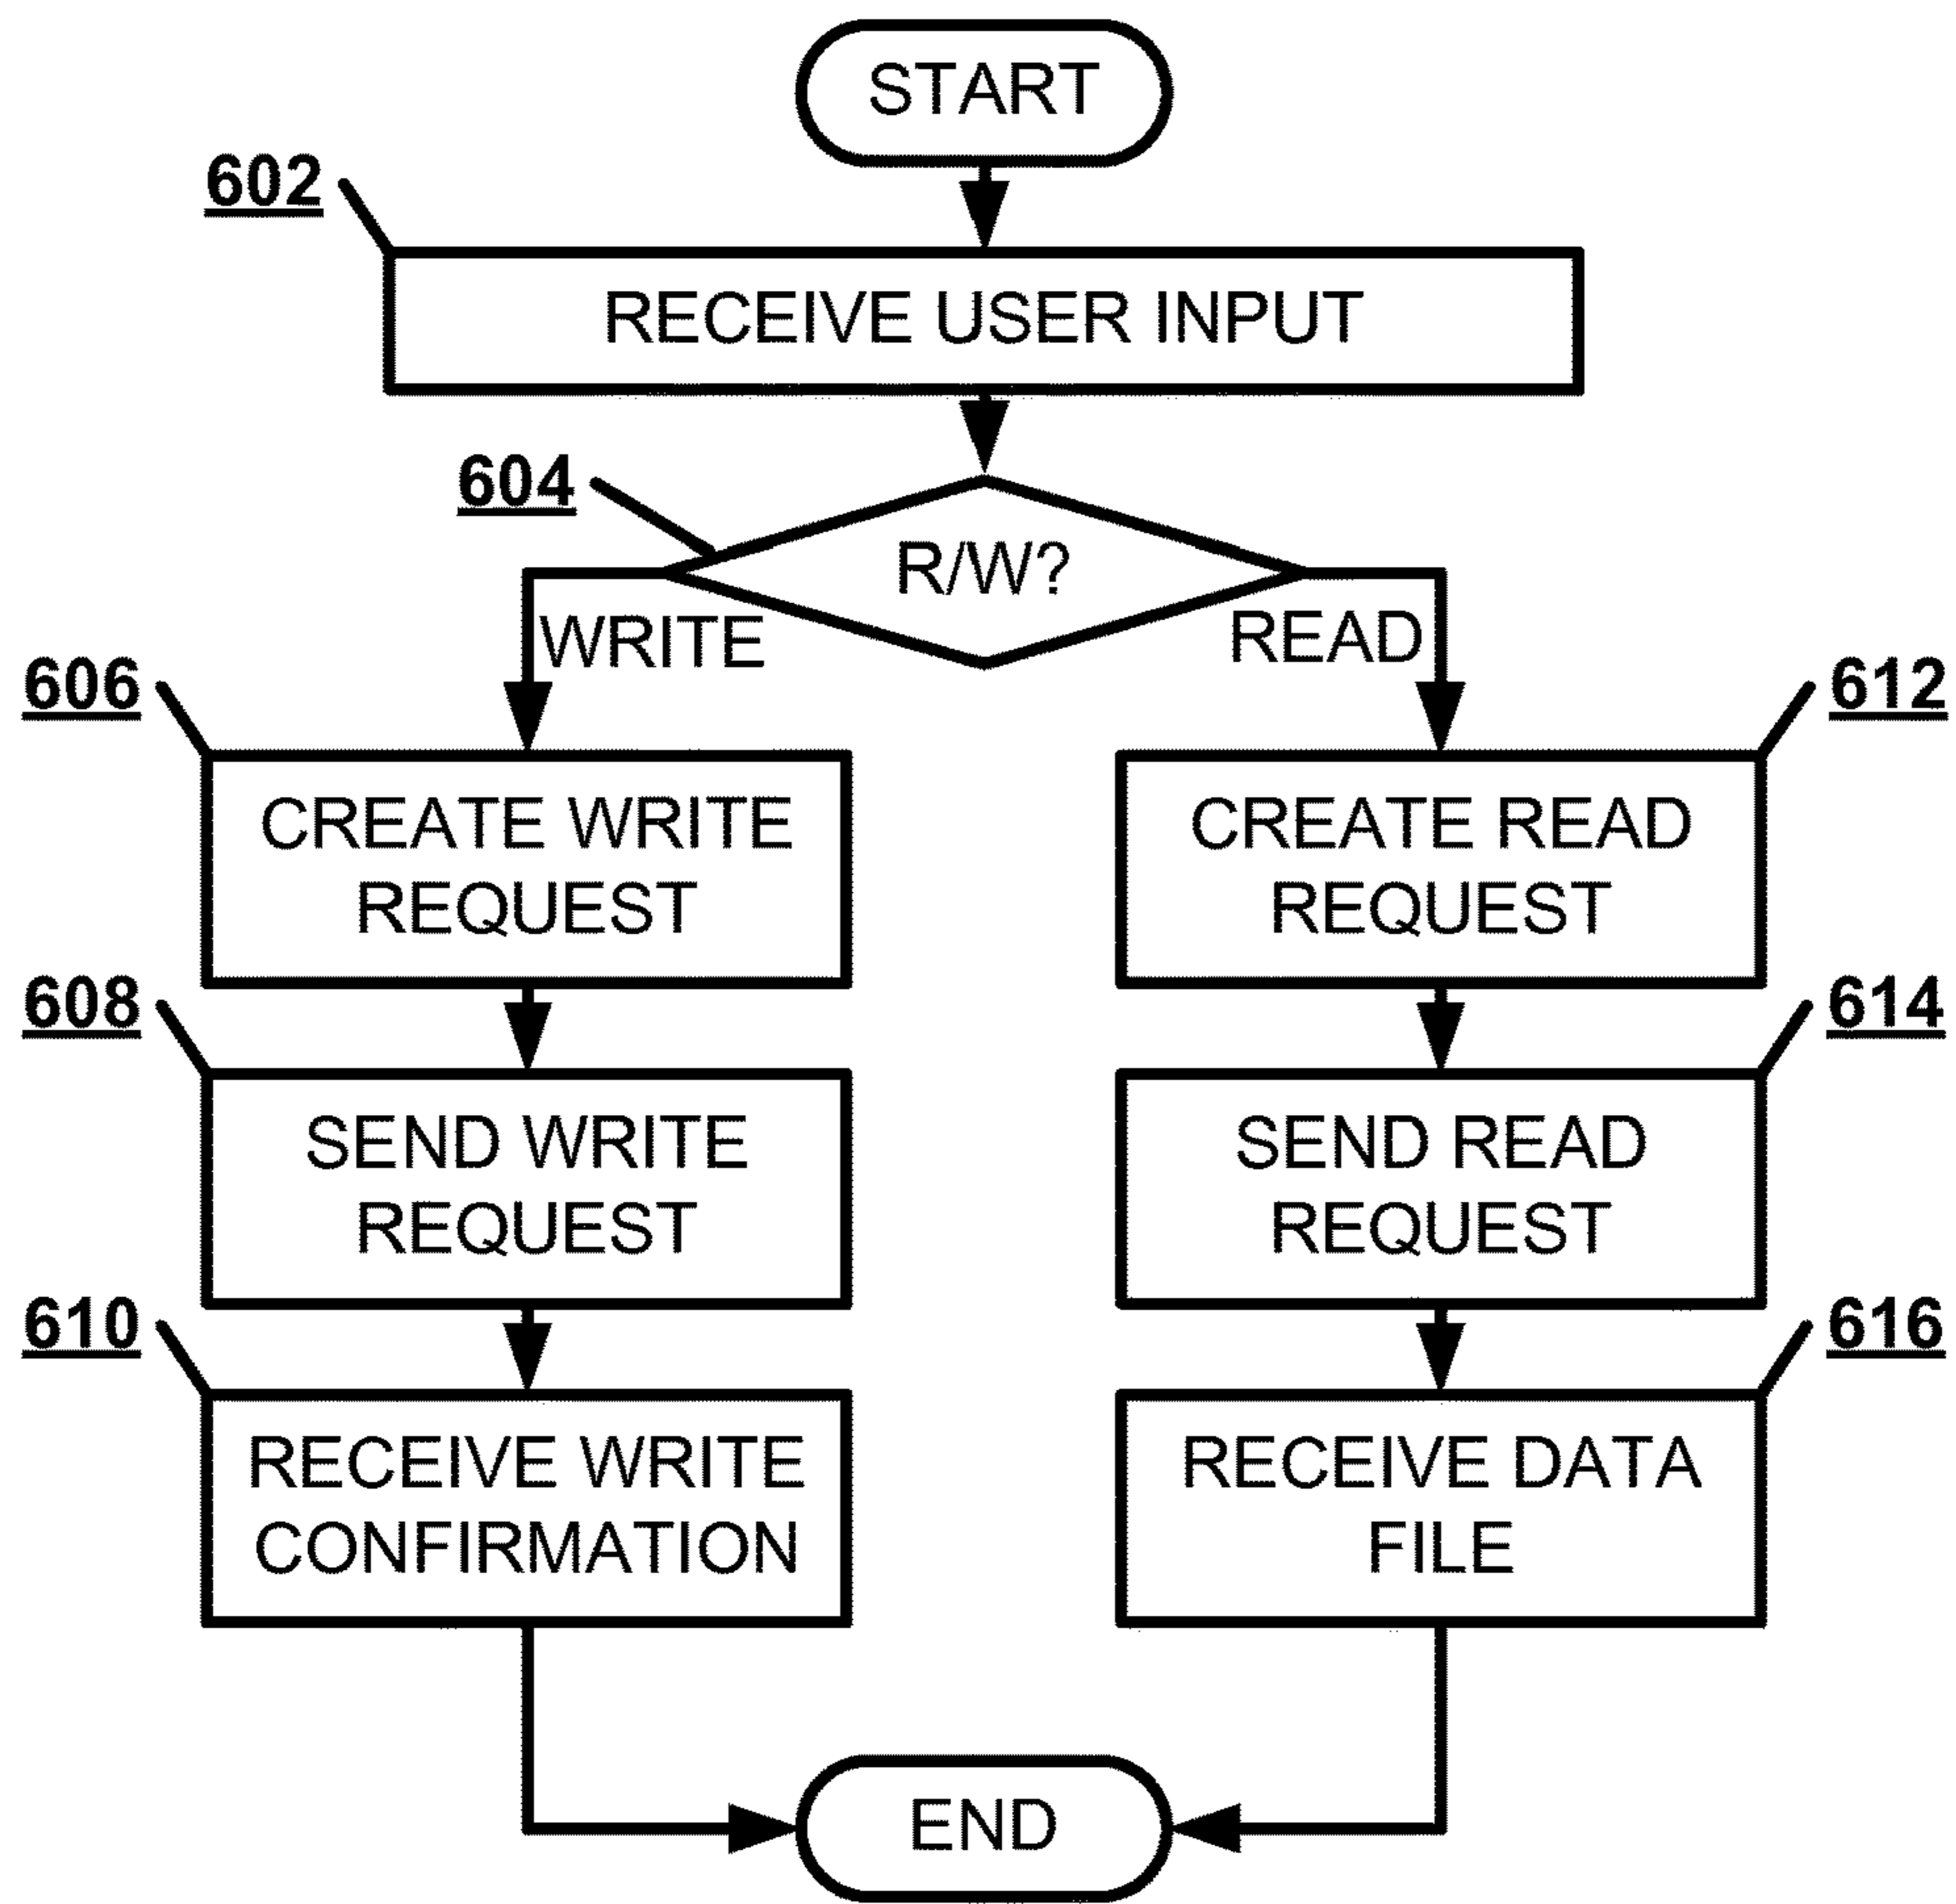 START
602
RECEIVE USER INPUT
604
R/W?
WRITE
READ
606
CREATE WRITE
REQUEST
608
SEND WRITE
REQUEST
610
RECEIVE WRITE
CONFIRMATION
612
CREATE READ
REQUEST
614
SEND READ
REQUEST
616
RECEIVE DATA
FILE
END